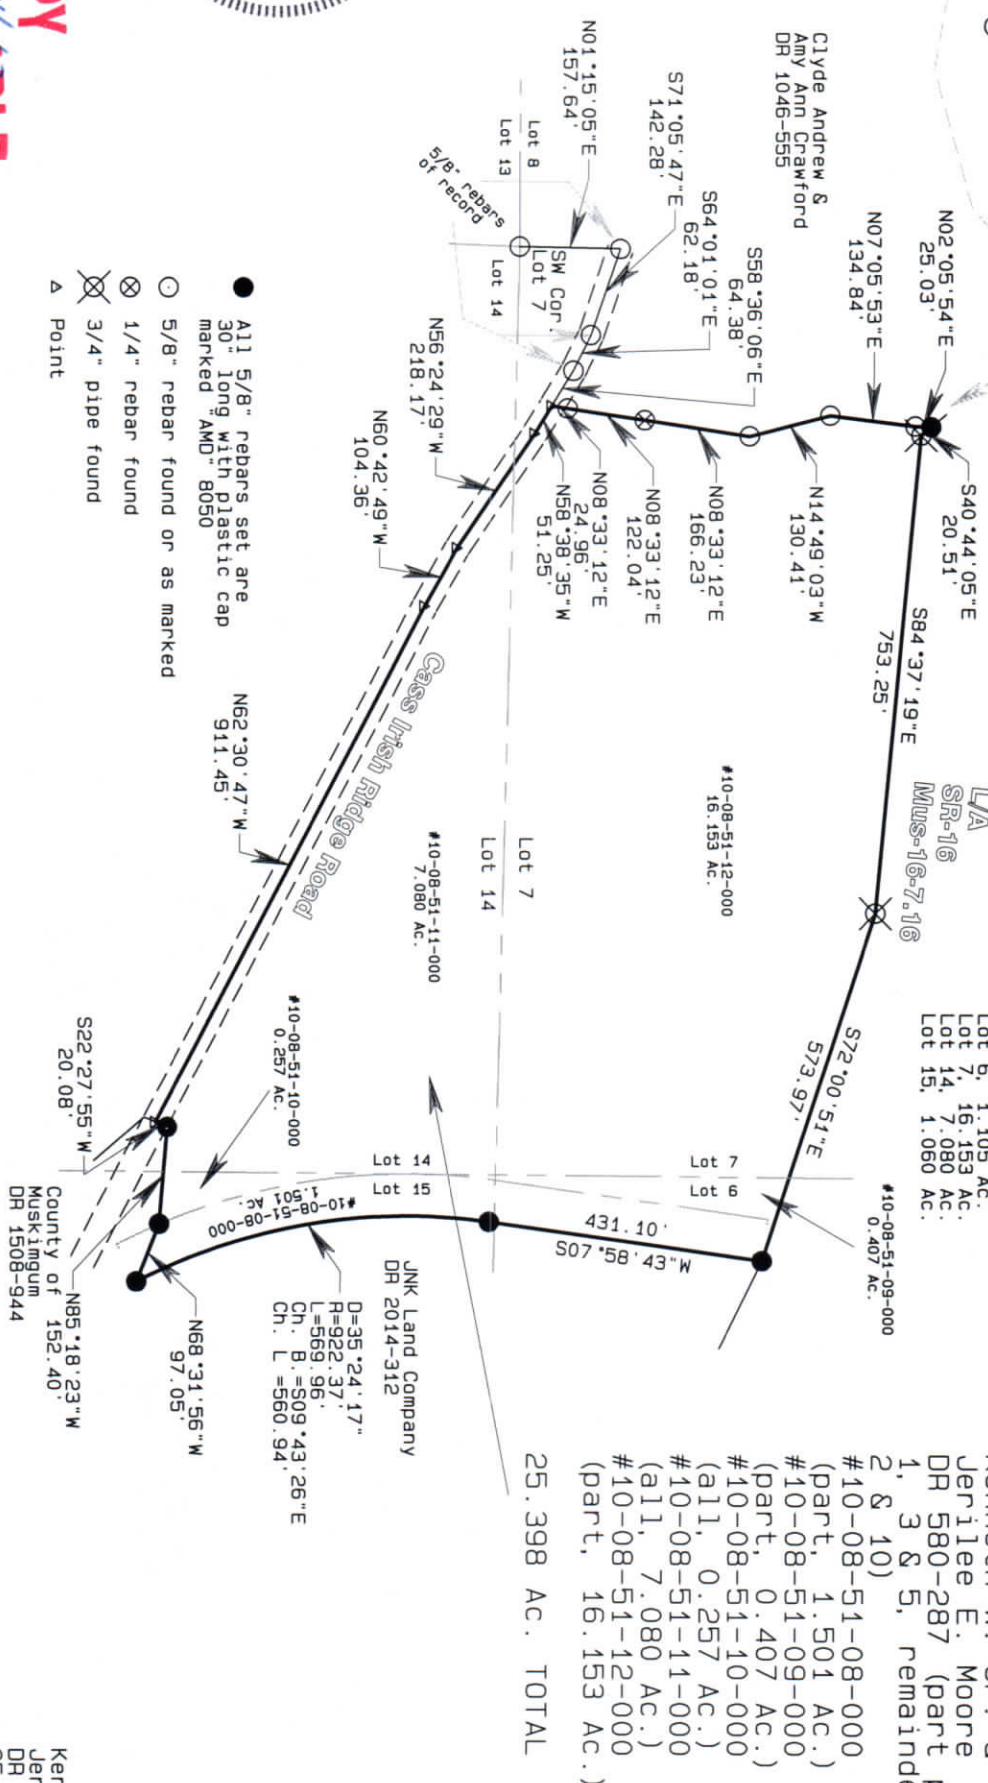 Clyde Andrew &
Amy Ann Crawford
DR 1046-555
N01°15'05"E
157.64'
S71°05'47"E
142.28'
S64°01'01"E
62.18'
S58°36'06"E
64.38'
N07°05'53"E
134.84'
N02°05'54"E
25.03'
S40°44'05"E
20.51'
S84°37'19"E
753.25'
L/A
SR-16
Mus-16-7.16
Lot 6, 1.105 Ac.
Lot 7, 16.153 Ac.
Lot 14, 7.080 Ac.
Lot 15, 1.060 Ac.
S72°00'51"E
573.97'
Lot 8
Lot 13
5/8" rebars
of record
SW Cor.
Lot 7
Lot 14
N14°49'03"W
130.41'
N08°33'12"E
166.23'
N08°33'12"E
122.04'
N08°33'12"E
24.96'
N58°38'35"W
51.25'
N56°24'29"W
218.17'
N60°42'49"W
104.36'
N62°30'47"W
911.45'
Cass Irish Ridge Road
#10-08-51-12-000
16.153 Ac.
Lot 7
Lot 14
#10-08-51-11-000
7.080 Ac.
#10-08-51-10-000
0.257 Ac.
Lot 7
Lot 6
Lot 14
Lot 15
#10-08-51-09-000
0.407 Ac.
431.10'
S07°58'43"W
#10-08-51-08-000
1.501 Ac.
JNK Land Company
DR 2014-312
D=35°24'17"
R=922.37'
L=569.96'
Ch. B.=S09°43'26"E
Ch. L =560.94'
N68°31'56"W
97.05'
N85°18'23"W
152.40'
S22°27'55"W
20.08'
County of
Muskimgum
DR 1508-944
All 5/8" rebars set are
30" long with plastic cap
marked "AMD" 8050
5/8" rebar found or as marked
1/4" rebar found
3/4" pipe found
Point
Jerilee E. Moore
DR 580-287 (part
1, 3 & 5,
2 & 10)
#10-08-51-08-000
(part, 1.501 Ac.)
#10-08-51-09-000
(part, 0.407 Ac.)
#10-08-51-10-000
(all, 0.257 Ac.)
#10-08-51-11-000
(all, 7.080 Ac.)
#10-08-51-12-000
(part, 16.153 Ac.)
25.398 Ac. TOTAL